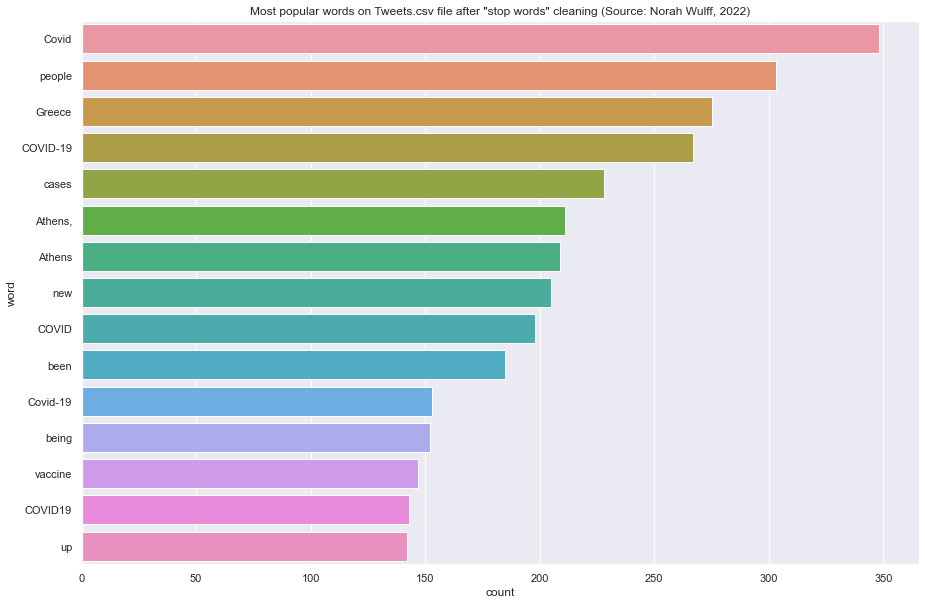 Most popular words on Tweets.csv file after "stop words" cleaning (Source: Norah Wulff, 2022)
Covid
people
Greece
COVID-19
cases
Athens,
Athens
new
COVID
been
Covid-19
being
vaccine
COVID19
up
word
0 50 100 150 200 250 300 350
count